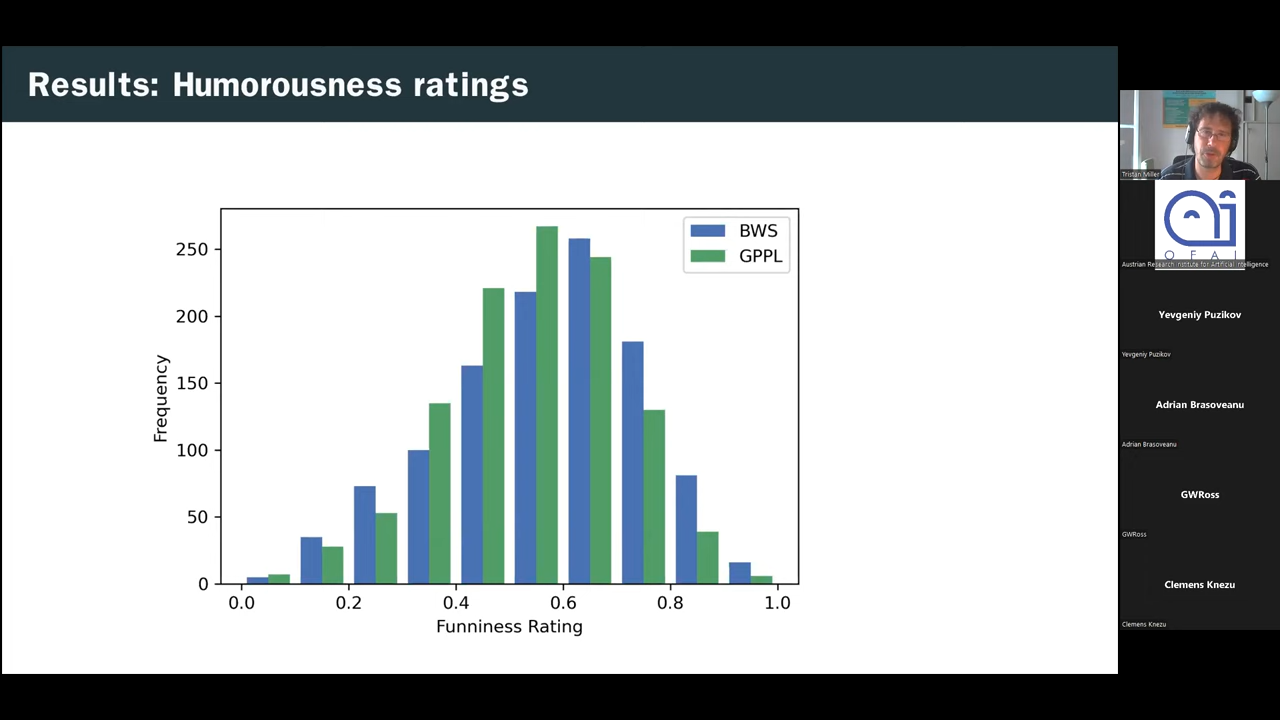 Results: Humorousness ratings
BWS
GPPL
250
200
150
100
50
0
Frequency
0.0 0.2 0.4 0.6 0.8 1.0
Funniness Rating
Tristan Miller
OFAI
Austrian Research Institute for Artificial Intelligence
Yevgeniy Puzikov
Yevgeniy Puzikov
Adrian Brasoveanu
Adrian Brasoveanu
GWRoss
GWRoss
Clemens Knezu
Clemens Knezu